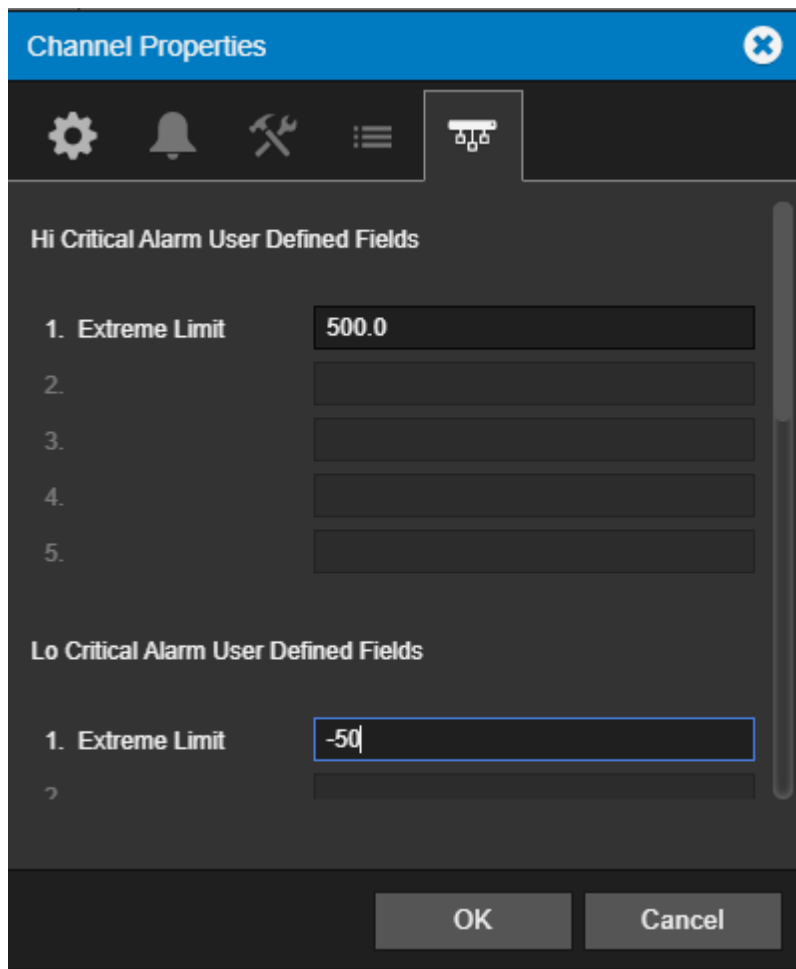 Channel Properties
Hi Critical Alarm User Defined Fields
1. Extreme Limit 500.0
2.
3.
4.
5.
Lo Critical Alarm User Defined Fields
1. Extreme Limit -50
2
OK Cancel